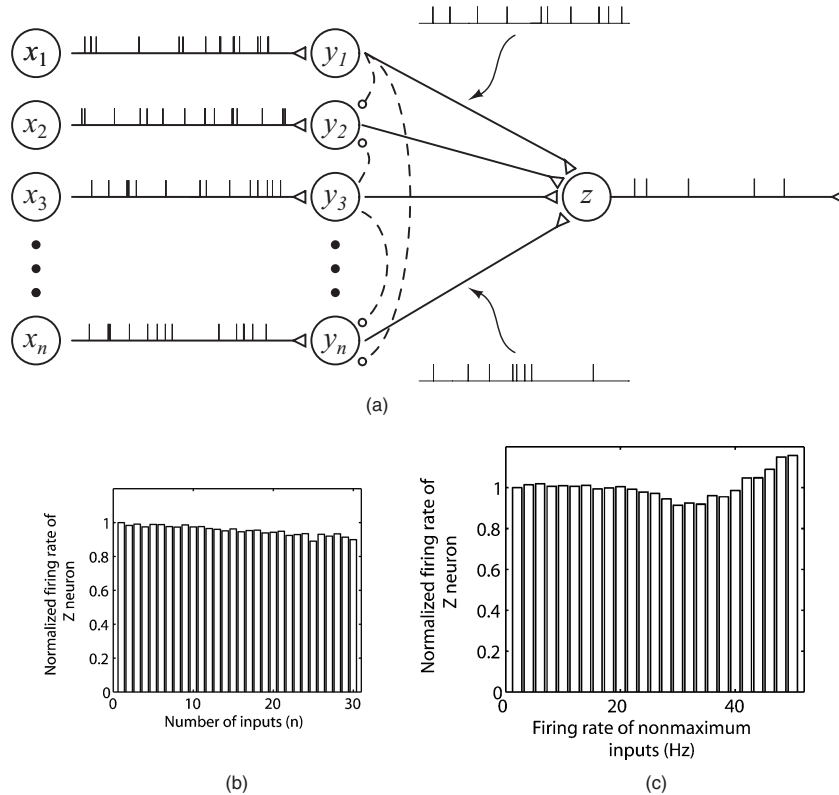 x1 y1
x2 y2
x3 y3 z
xn yn
(a)
Normalized firing rate of
Z neuron
1
0.8
0.6
0.4
0.2
0
0 10 20 30
Number of inputs (n)
(b)
Normalized firing rate of
Z neuron
1
0.8
0.6
0.4
0.2
0
0 20 40
Firing rate of nonmaximum
inputs (Hz)
(c)